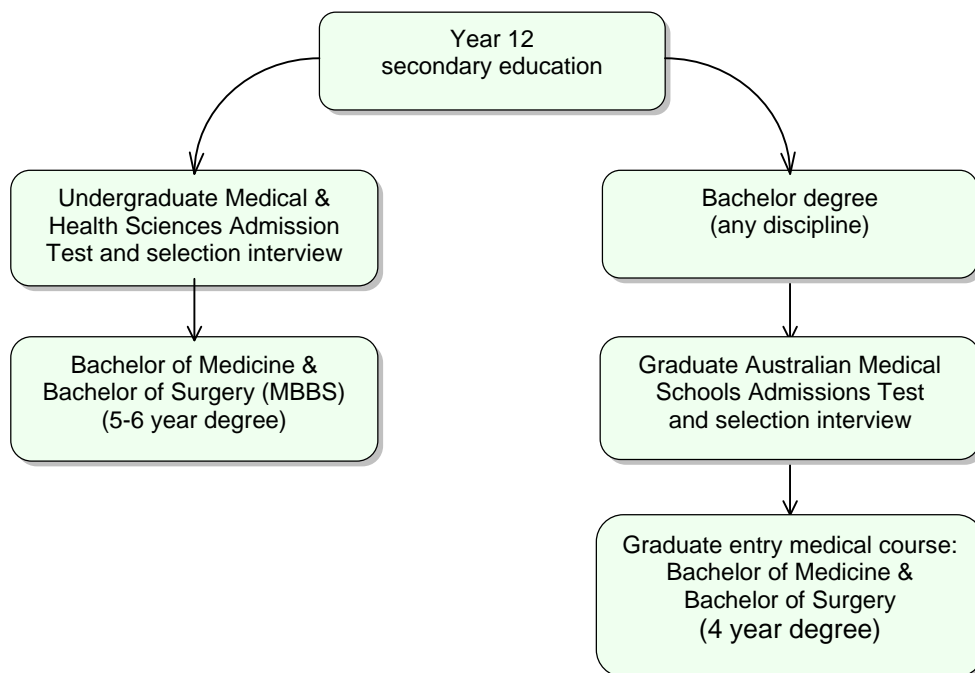 Year 12
secondary education
Undergraduate Medical &
Health Sciences Admission
Test and selection interview
Bachelor of Medicine &
Bachelor of Surgery (MBBS)
(5-6 year degree)
Bachelor degree
(any discipline)
Graduate Australian Medical
Schools Admissions Test
and selection interview
Graduate entry medical course:
Bachelor of Medicine &
Bachelor of Surgery
(4 year degree)